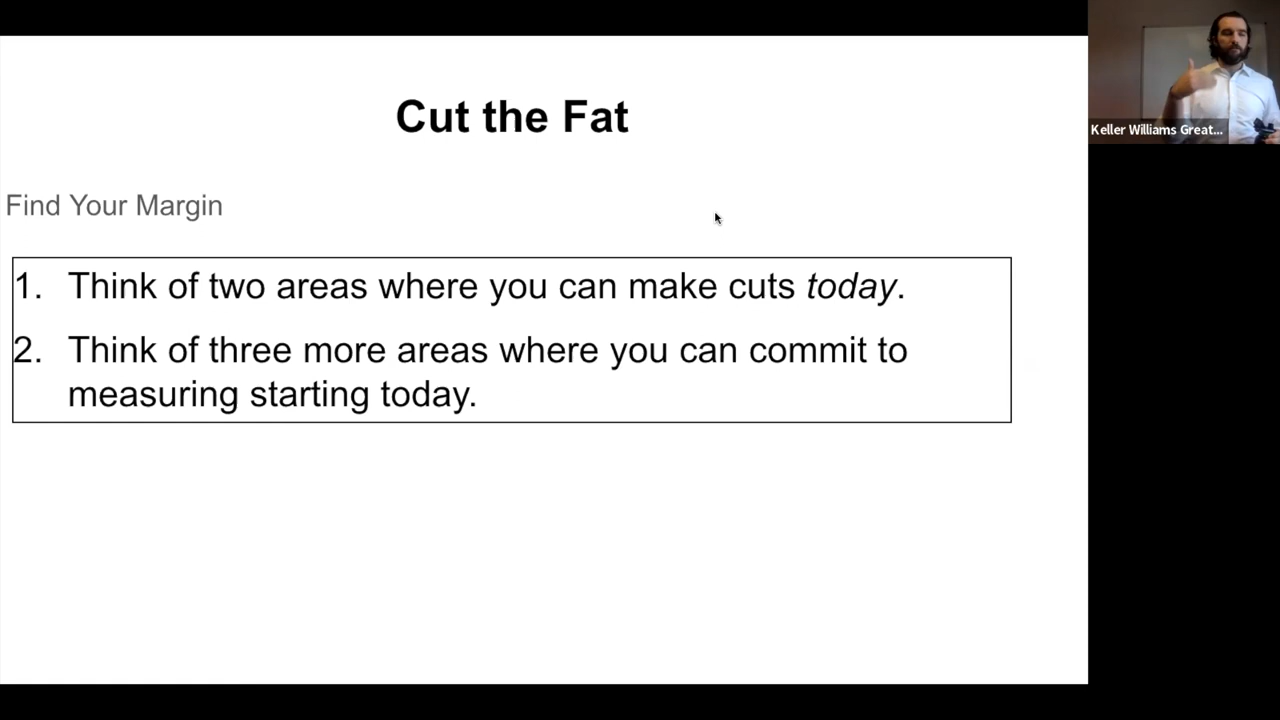 Cut the Fat
Keller Williams Great...
Find Your Margin
1. Think of two areas where you can make cuts today.
2. Think of three more areas where you can commit to
measuring starting today.